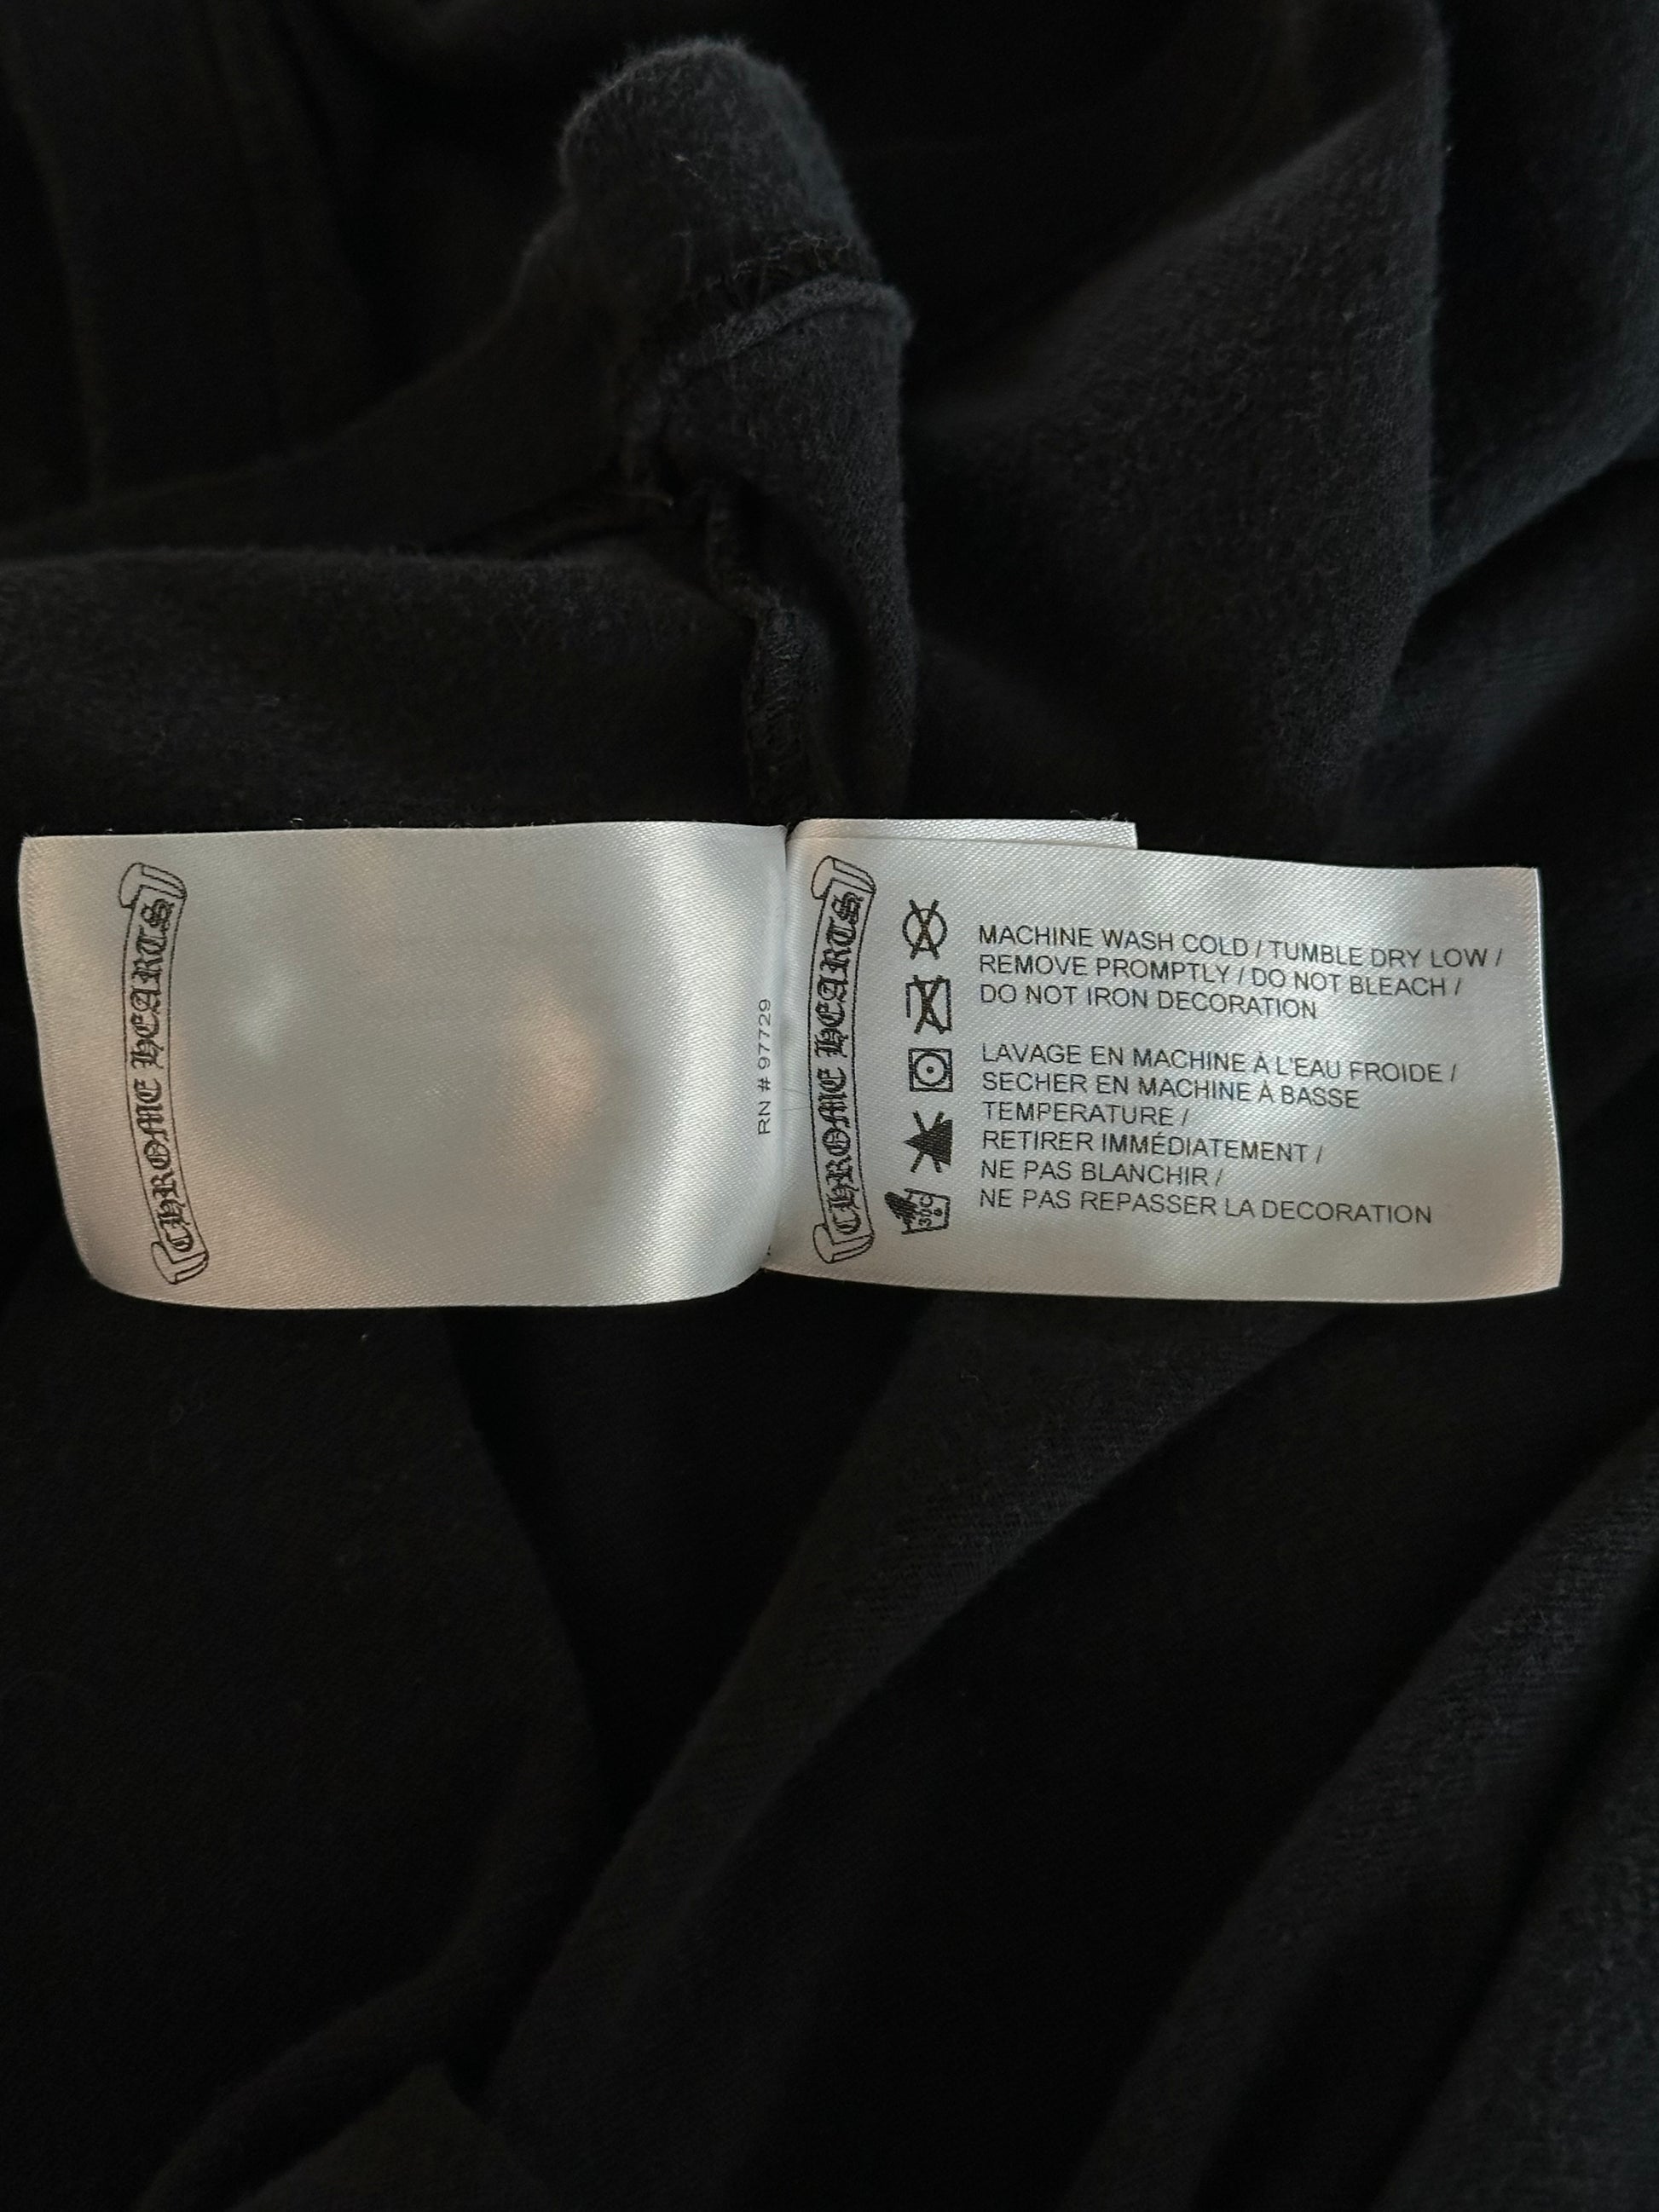 CHROME HEARTS
RN # 97729
CHROME HEARTS
MACHINE WASH COLD / TUMBLE DRY LOW /
REMOVE PROMPTLY / DO NOT BLEACH /
DO NOT IRON DECORATION
LAVAGE EN MACHINE À L'EAU FROIDE /
SECHER EN MACHINE À BASSE
TEMPERATURE /
RETIRER IMMÉDIATEMENT /
NE PAS BLANCHIR /
NE PAS REPASSER LA DECORATION
30C